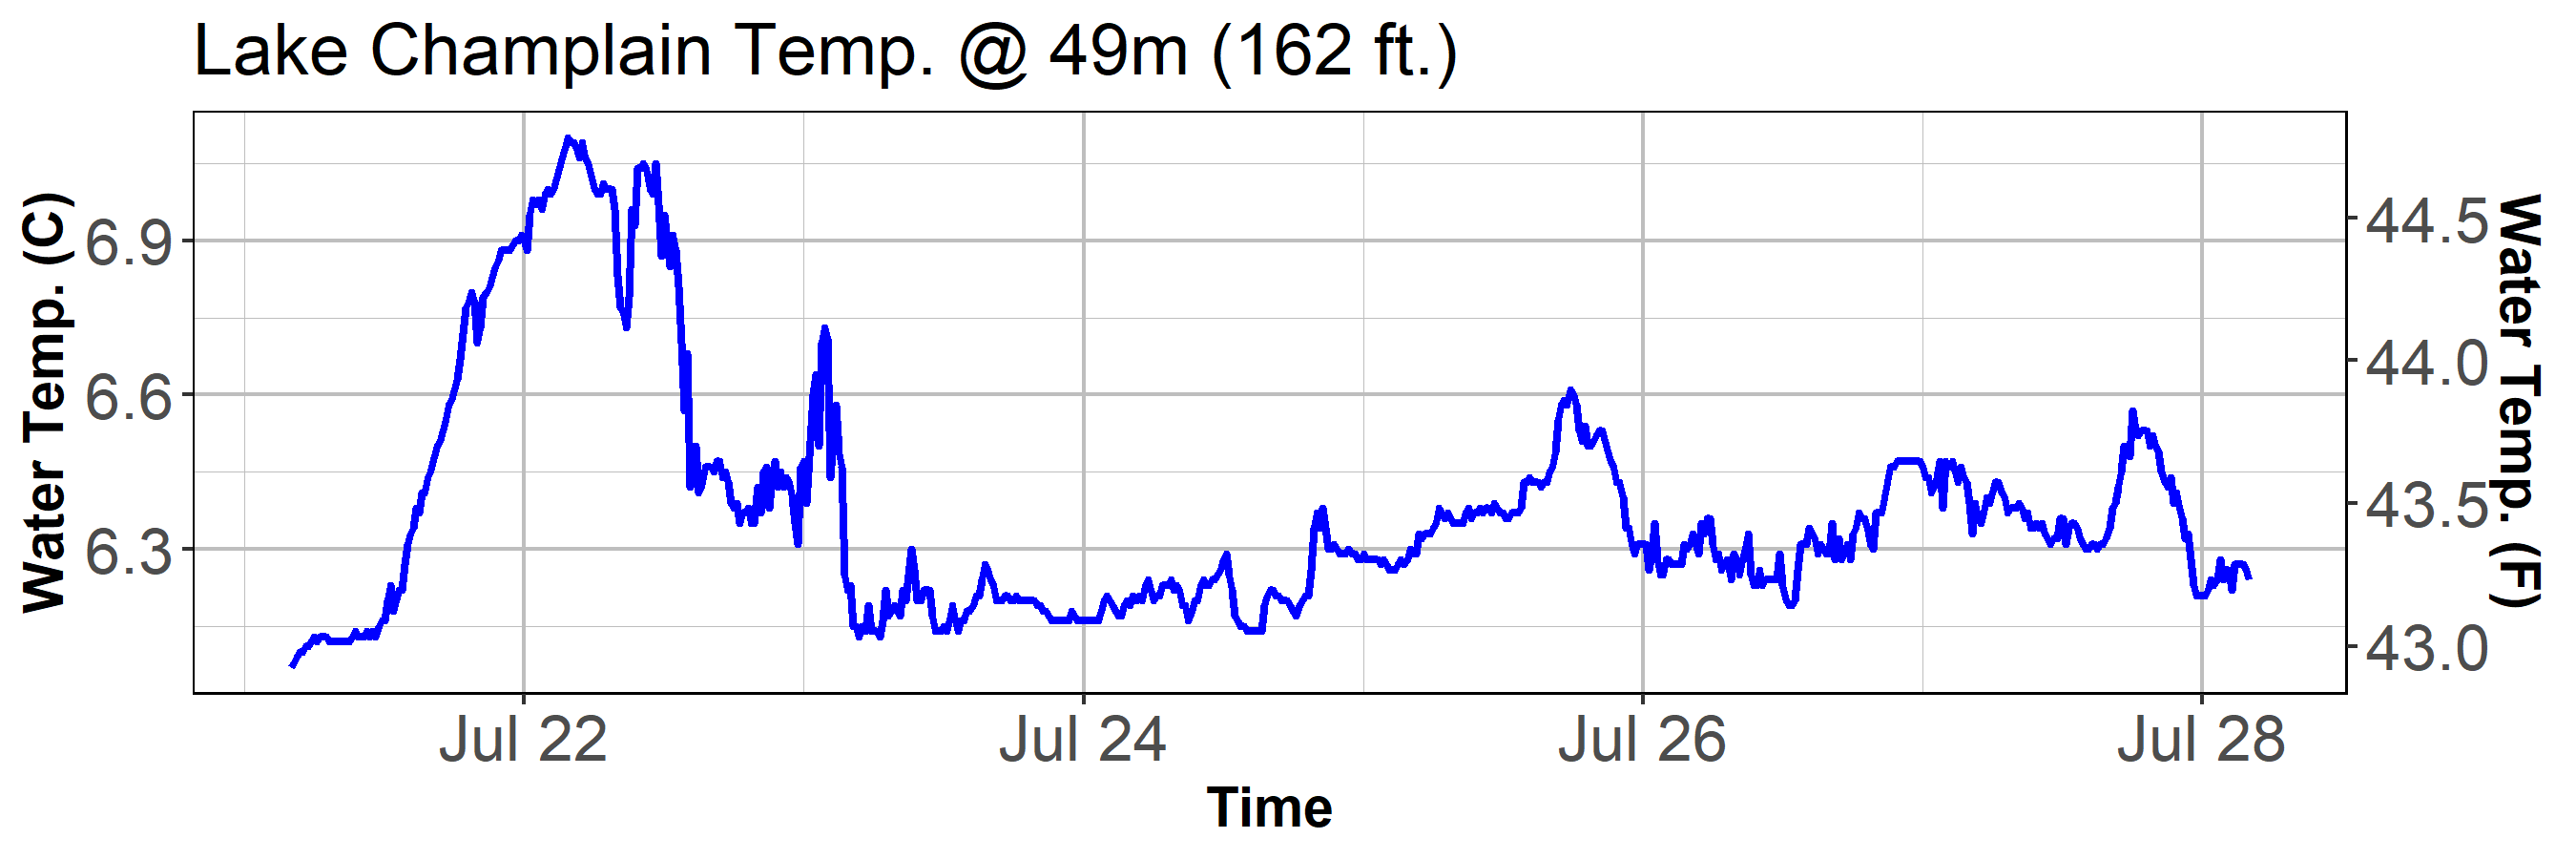 Lake Champlain Temp. @ 49m (162 ft.)
Water Temp. (C)
6.9
6.6
6.3
44.5
44.0
43.5
43.0
Water Temp. (F)
Jul 22 Jul 24 Jul 26 Jul 28
Time